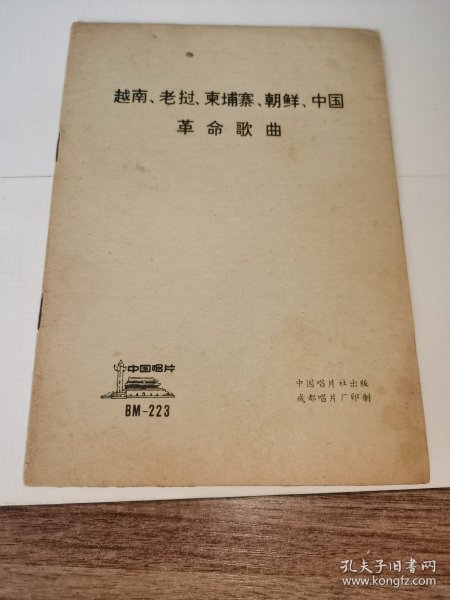 越南、老挝、柬埔寨、朝鲜、中国
革命歌曲
中国唱片
BM-223
中国唱片社出版
成都唱片厂印制
孔夫子旧书网
www.kongfz.com